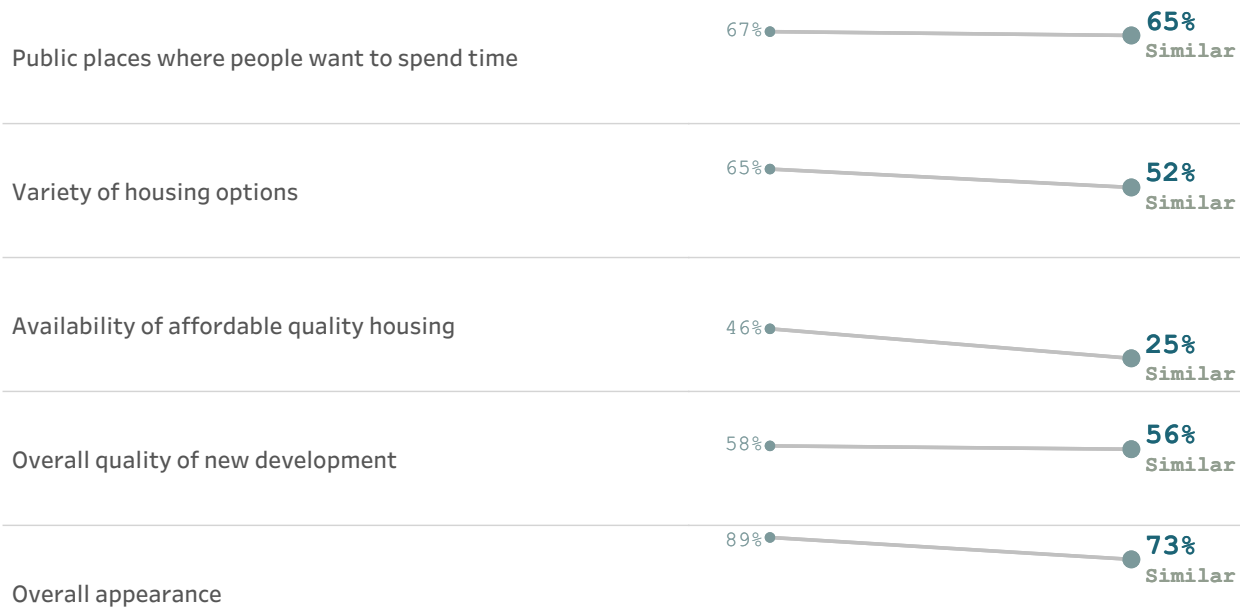 67%
65%
Similar
Public places where people want to spend time
65%
52%
Similar
Variety of housing options
46%
25%
Similar
Availability of affordable quality housing
58%
56%
Similar
Overall quality of new development
89%
73%
Similar
Overall appearance